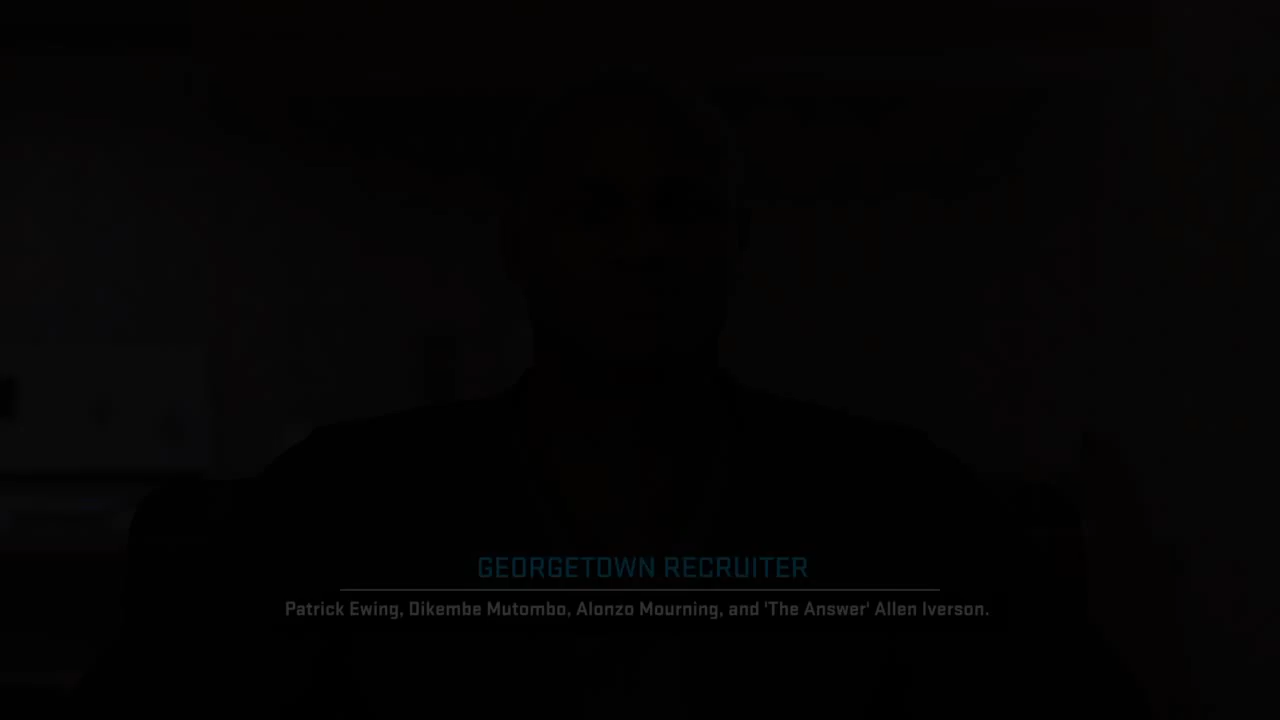 GEORGETOWN RECRUITER
Patrick Ewing, Dikembe Mutombo, Alonzo Mourning, and 'The Answer' Allen Iverson.